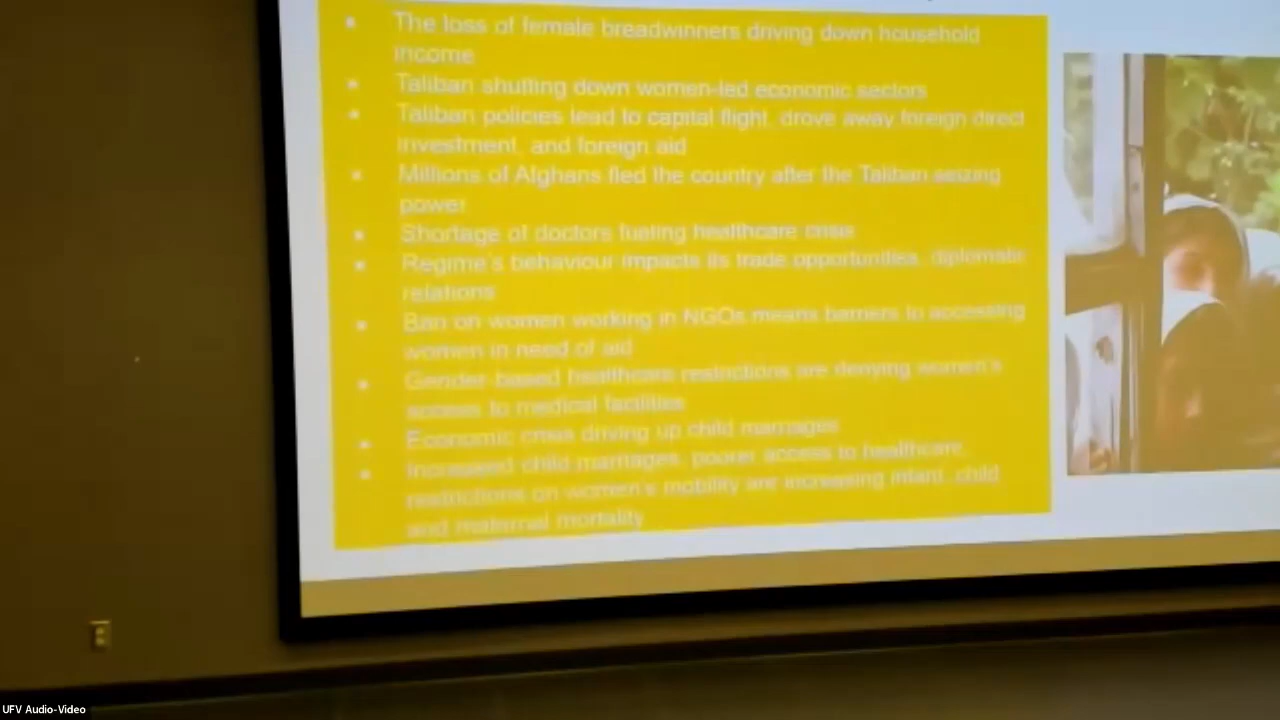 • The loss of female breadwinners driving down household
income
• Taliban shutting down women-led economic sectors
• Taliban policies lead to capital flight, drove away foreign direct
investment, and foreign aid
• Millions of Afghans fled the country after the Taliban seizing
power
• Shortage of doctors fueling healthcare crisis
• Regime's behaviour impacts its trade opportunities, diplomatic
relations
• Ban on women working in NGOs means barriers to accessing
women in need of aid
• Gender-based healthcare restrictions are denying women's
access to medical facilities
• Economic crisis driving up child marriages
• Increased child marriages, poorer access to healthcare,
restrictions on women's mobility are increasing infant, child
and maternal mortality
UFV Audio-Video